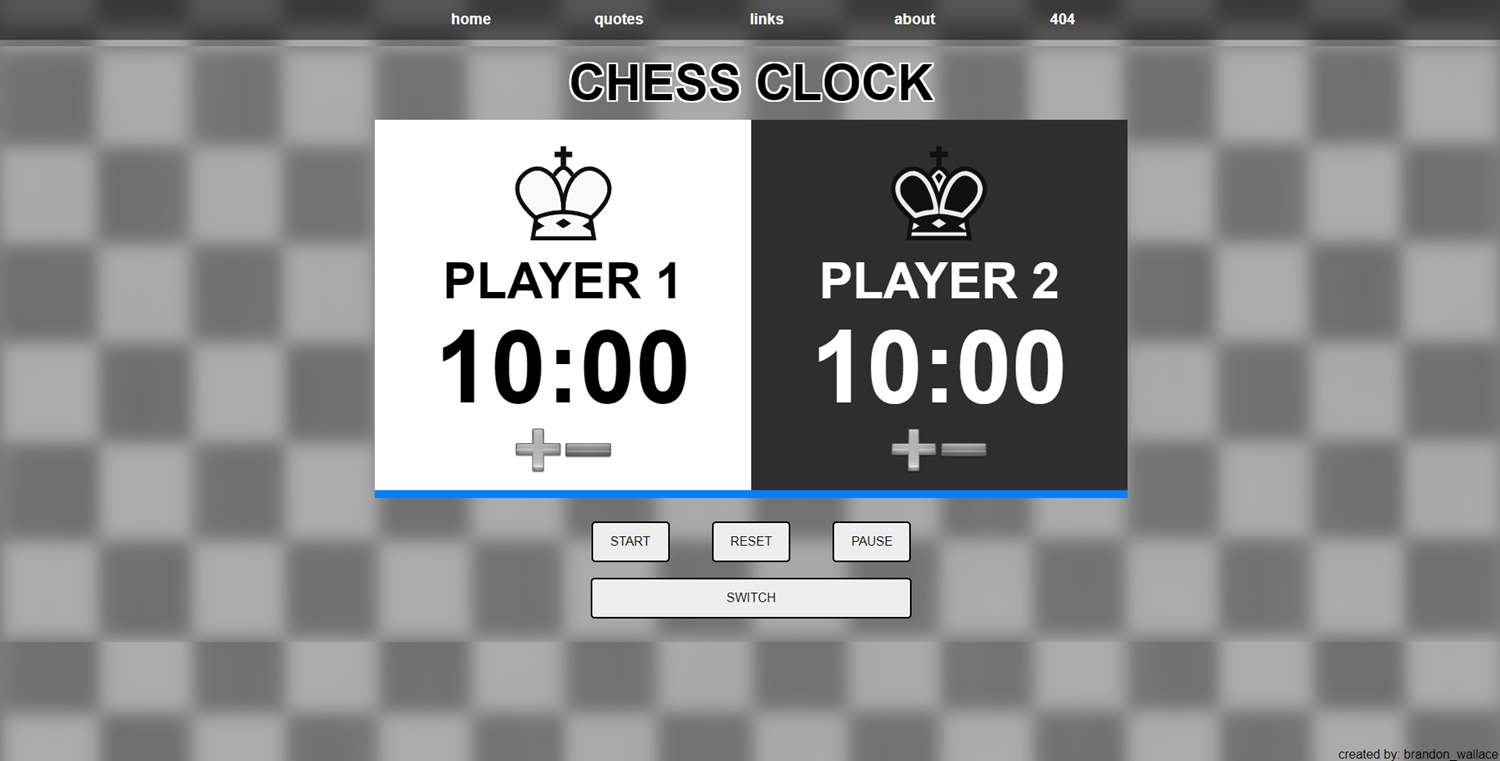 home quotes links about 404
CHESS CLOCK
PLAYER 1
10:00
PLAYER 2
10:00
START RESET PAUSE
SWITCH
created by: brandon_wallace